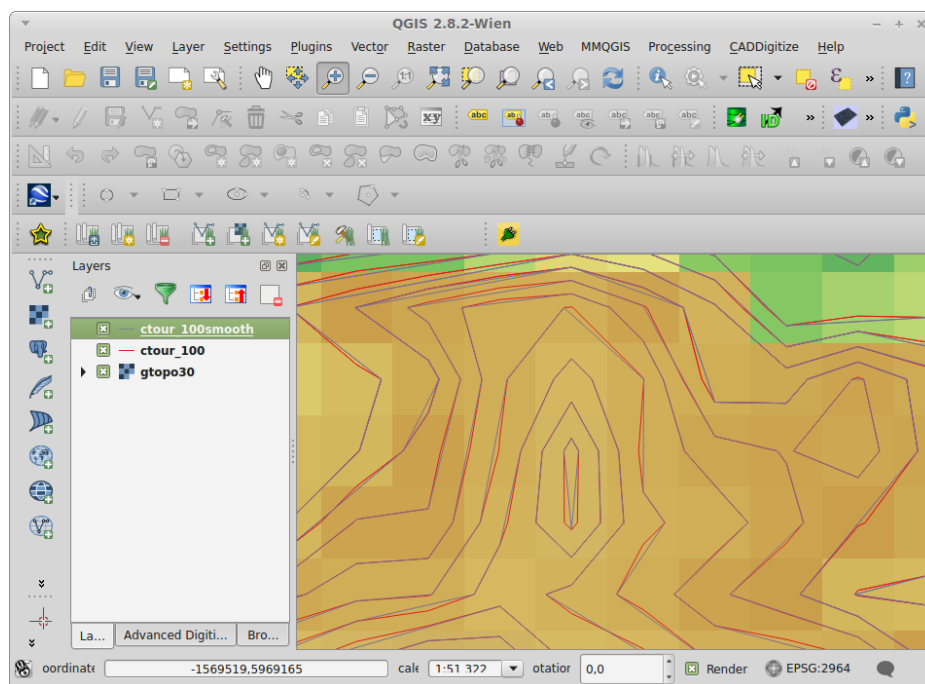 QGIS 2.8.2-Wien
Project Edit View Layer Settings Plugins Vector Raster Database Web MMQGIS Processing CADDigitize Help
abc
Layers
ctour_100smooth
ctour_100
gtopo30
La... Advanced Digiti... Bro...
oordinate -1569519,5969165 cale 1:51 322 otation 0,0 Render EPSG:2964